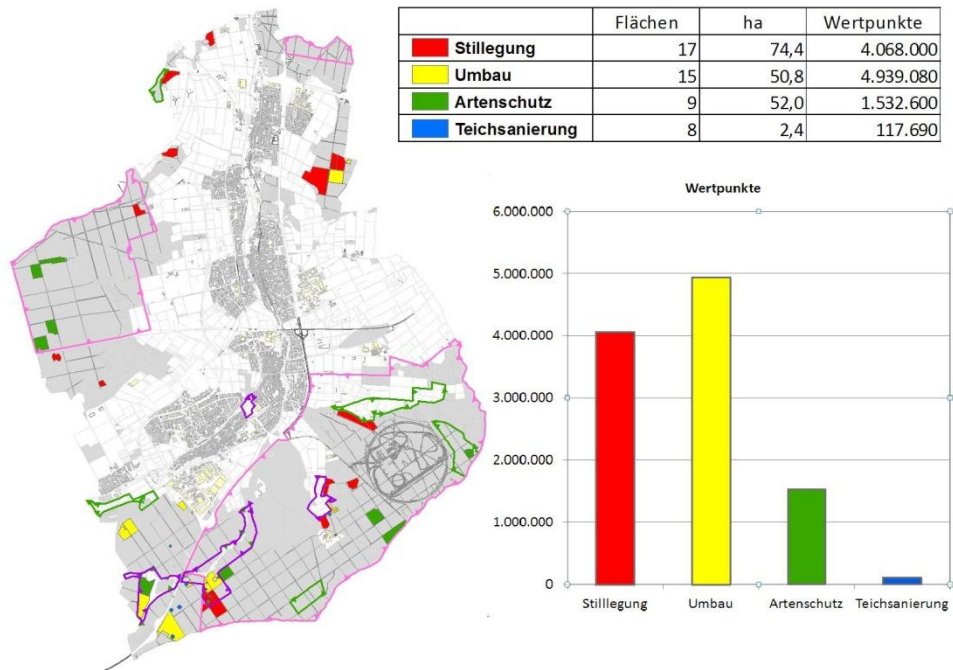 Flächen ha Wertpunkte
Stillegung 17 74,4 4.068.000
Umbau 15 50,8 4.939.080
Artenschutz 9 52,0 1.532.600
Teichsanierung 8 2,4 117.690
Wertpunkte
6.000.000
5.000.000
4.000.000
3.000.000
2.000.000
1.000.000
0
Stilllegung Umbau Artenschutz Teichsanierung